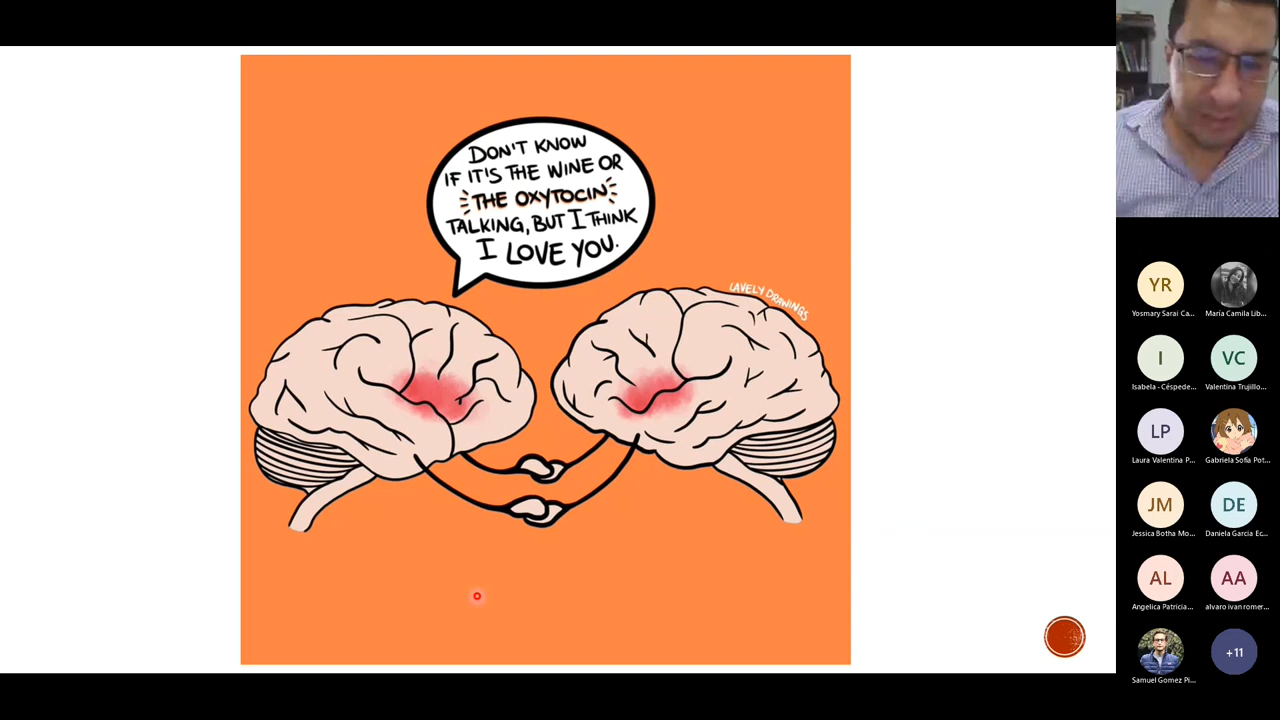 DON'T KNOW
IF IT'S THE WINE OR
THE OXYTOCIN
TALKING, BUT I THINK
I LOVE YOU.
LAVELY DRAWINGS
YR
Yosmary Sarai Ca...
María Camila Lib...
I
Isabela - Céspede...
VC
Valentina Trujillo...
LP
Laura Valentina P...
Gabriela Sofía Pot...
JM
Jessica Botha Mo...
DE
Daniela García Ec...
AL
Angelica Patricia...
AA
alvaro ivan romer...
Samuel Gomez Pi...
+11